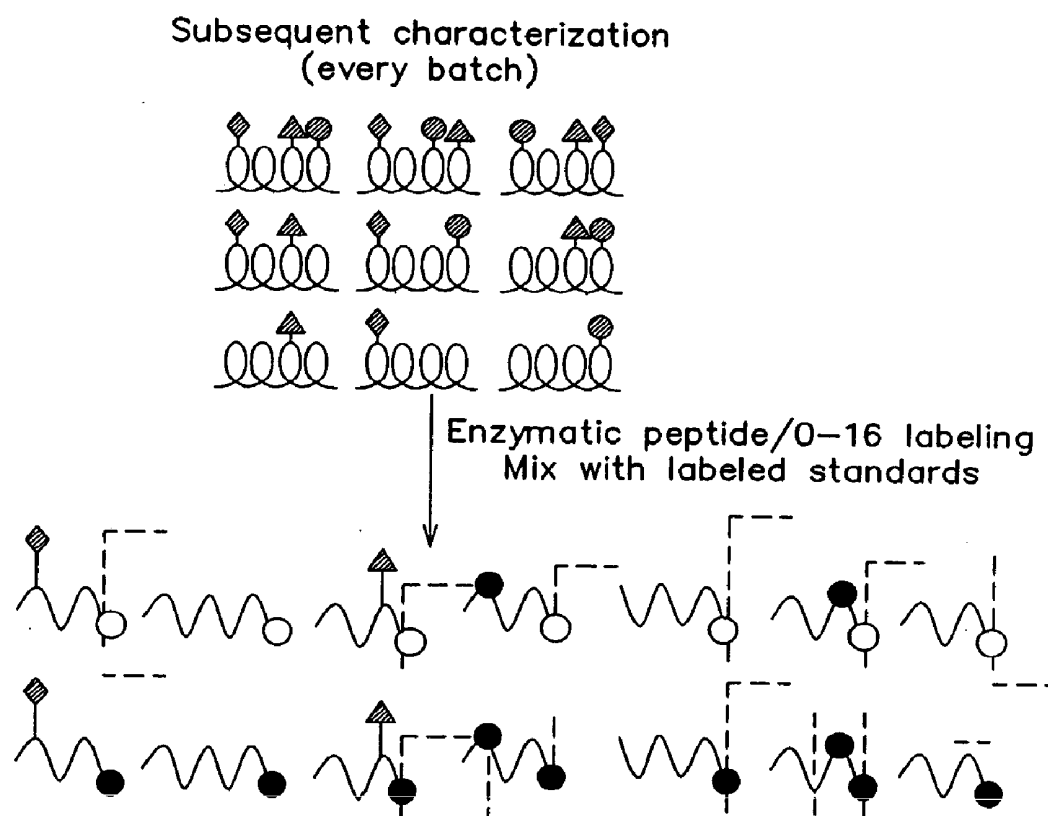 Subsequent characterization
(every batch)
Enzymatic peptide/O-16 labeling
Mix with labeled standards